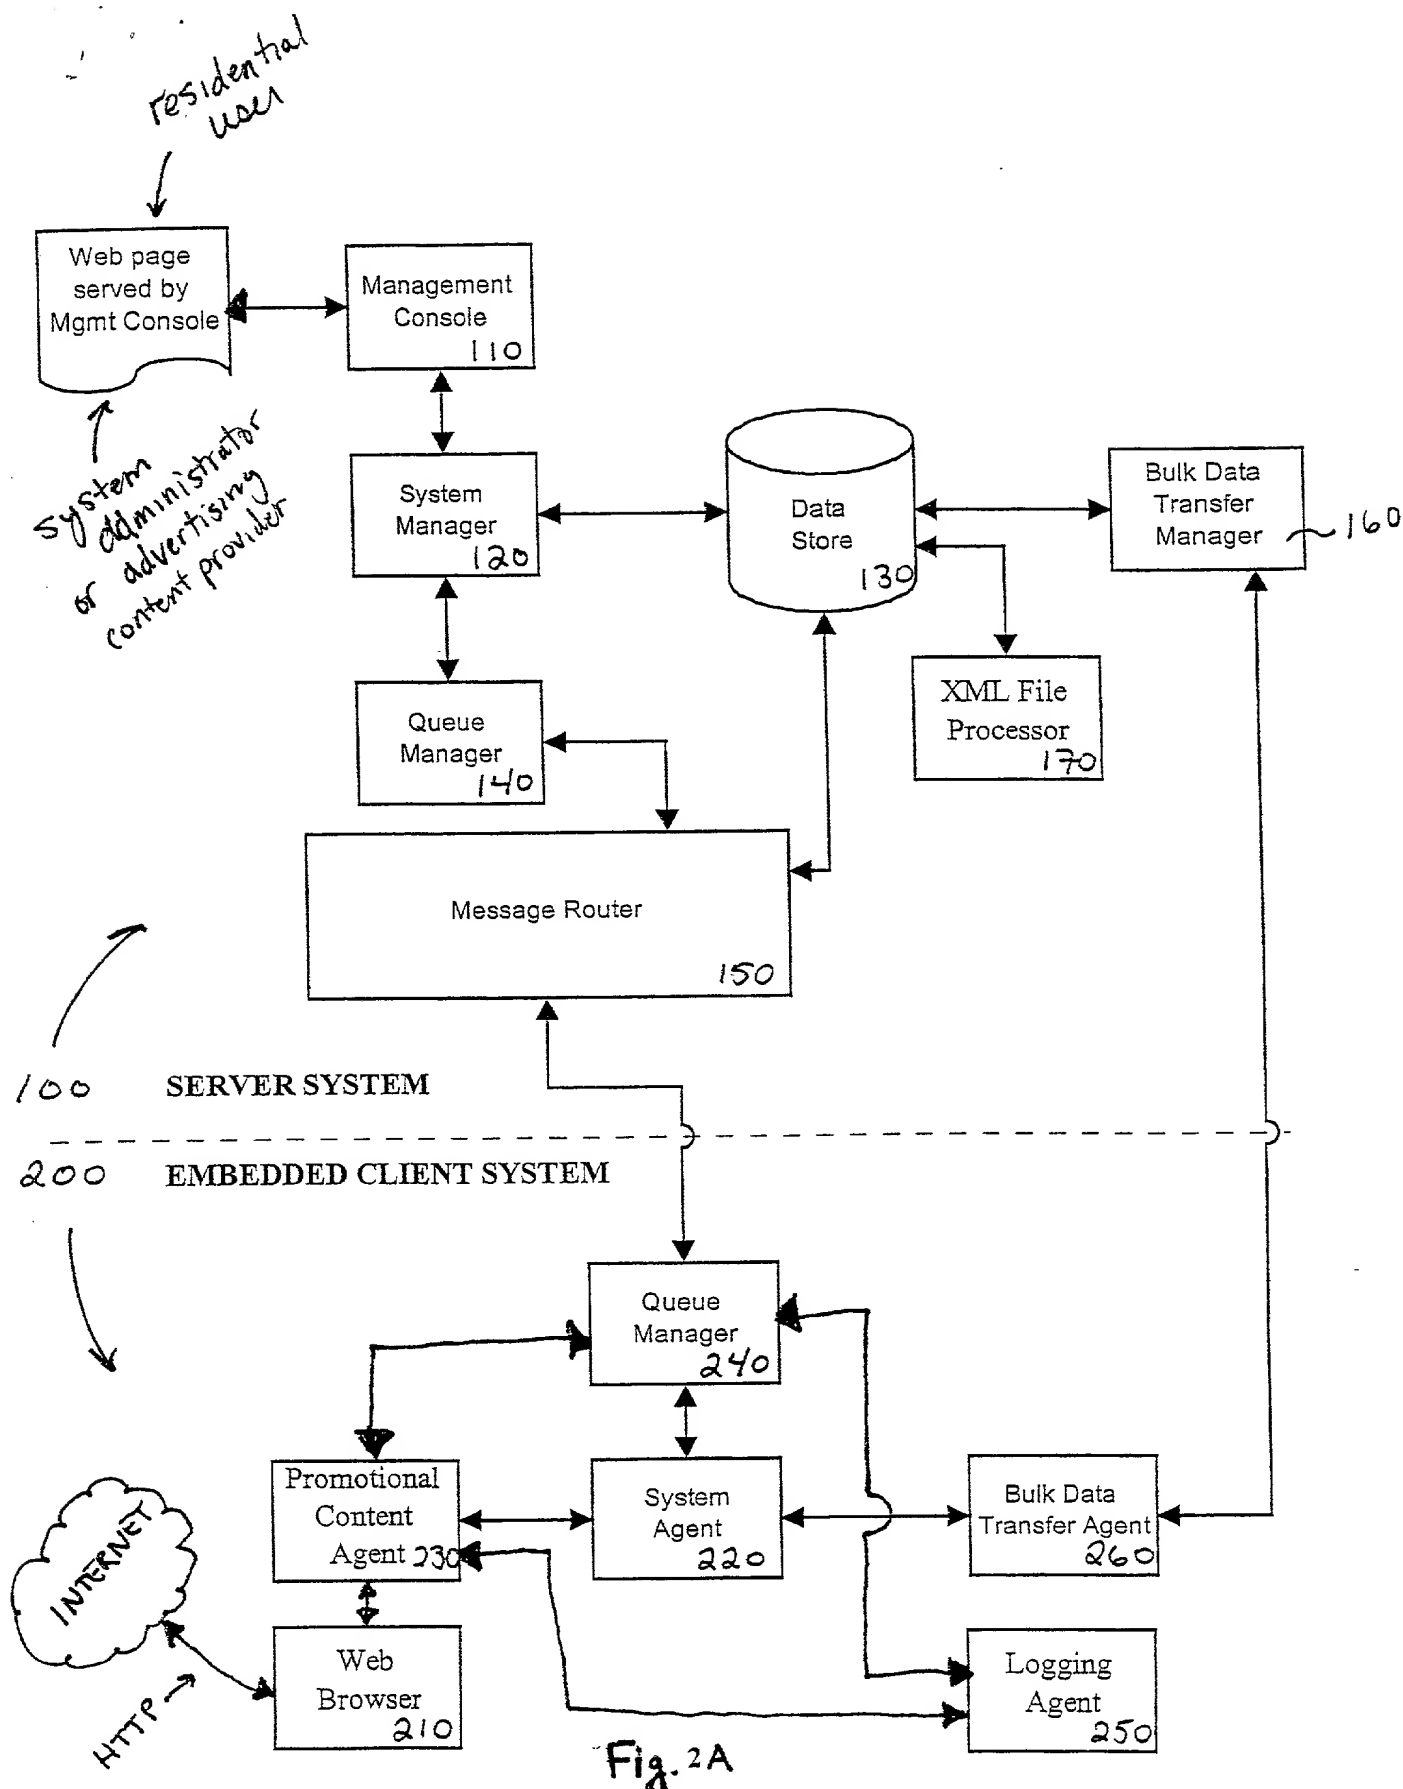 residential
user
Web page
served by
Mgmt Console
Management
Console
110
System
administrator
or advertising
content provider
System
Manager
120
Data
Store
130
Bulk Data
Transfer
Manager
160
XML File
Processor
170
Queue
Manager
140
Message Router
150
100 SERVER SYSTEM
200 EMBEDDED CLIENT SYSTEM
Queue
Manager
240
Promotional
Content
Agent 230
System
Agent
220
Bulk Data
Transfer Agent
260
INTERNET
HTTP
Web
Browser
210
Logging
Agent
250
Fig. 2A